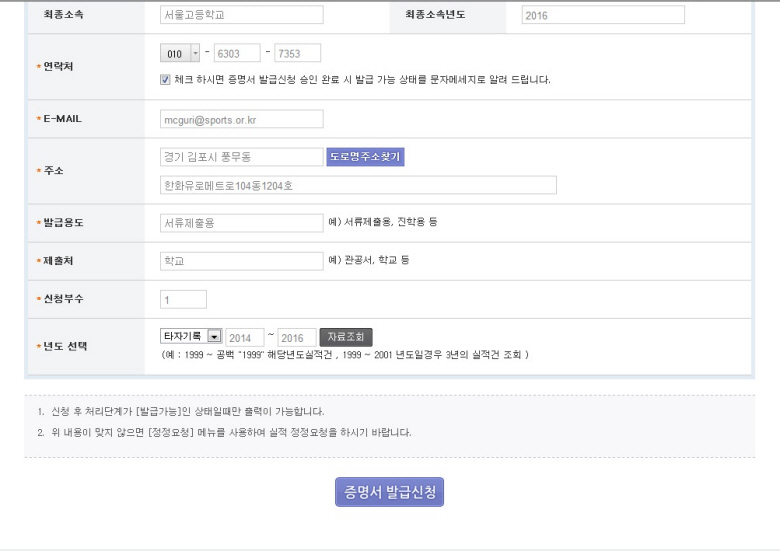 최종소속 서울고등학교 최종소속년도 2016
*연락처 010 - 6303 - 7353
체크 하시면 증명서 발급신청 승인 완료 시 발급 가능 상태를 문자메세지로 알려 드립니다.
*E-MAIL mcguri@sports.or.kr
*주소 경기 김포시 풍무동 도로명주소찾기
한화유로메트로104동1204호
*발급용도 서류제출용 예) 서류제출용, 진학용 등
*제출처 학교 예) 관공서, 학교 등
*신청부수 1
*년도 선택 타자기록 2014 ~ 2016 자료조회
(예 : 1999 ~ 공백 "1999" 해당년도실적건 , 1999 ~ 2001 년도일경우 3년의 실적건 조회 )
1. 신청 후 처리단계가 [발급가능]인 상태일때만 출력이 가능합니다.
2. 위 내용이 맞지 않으면 [정정요청] 메뉴를 사용하여 실적 정정요청을 하시기 바랍니다.
증명서 발급신청